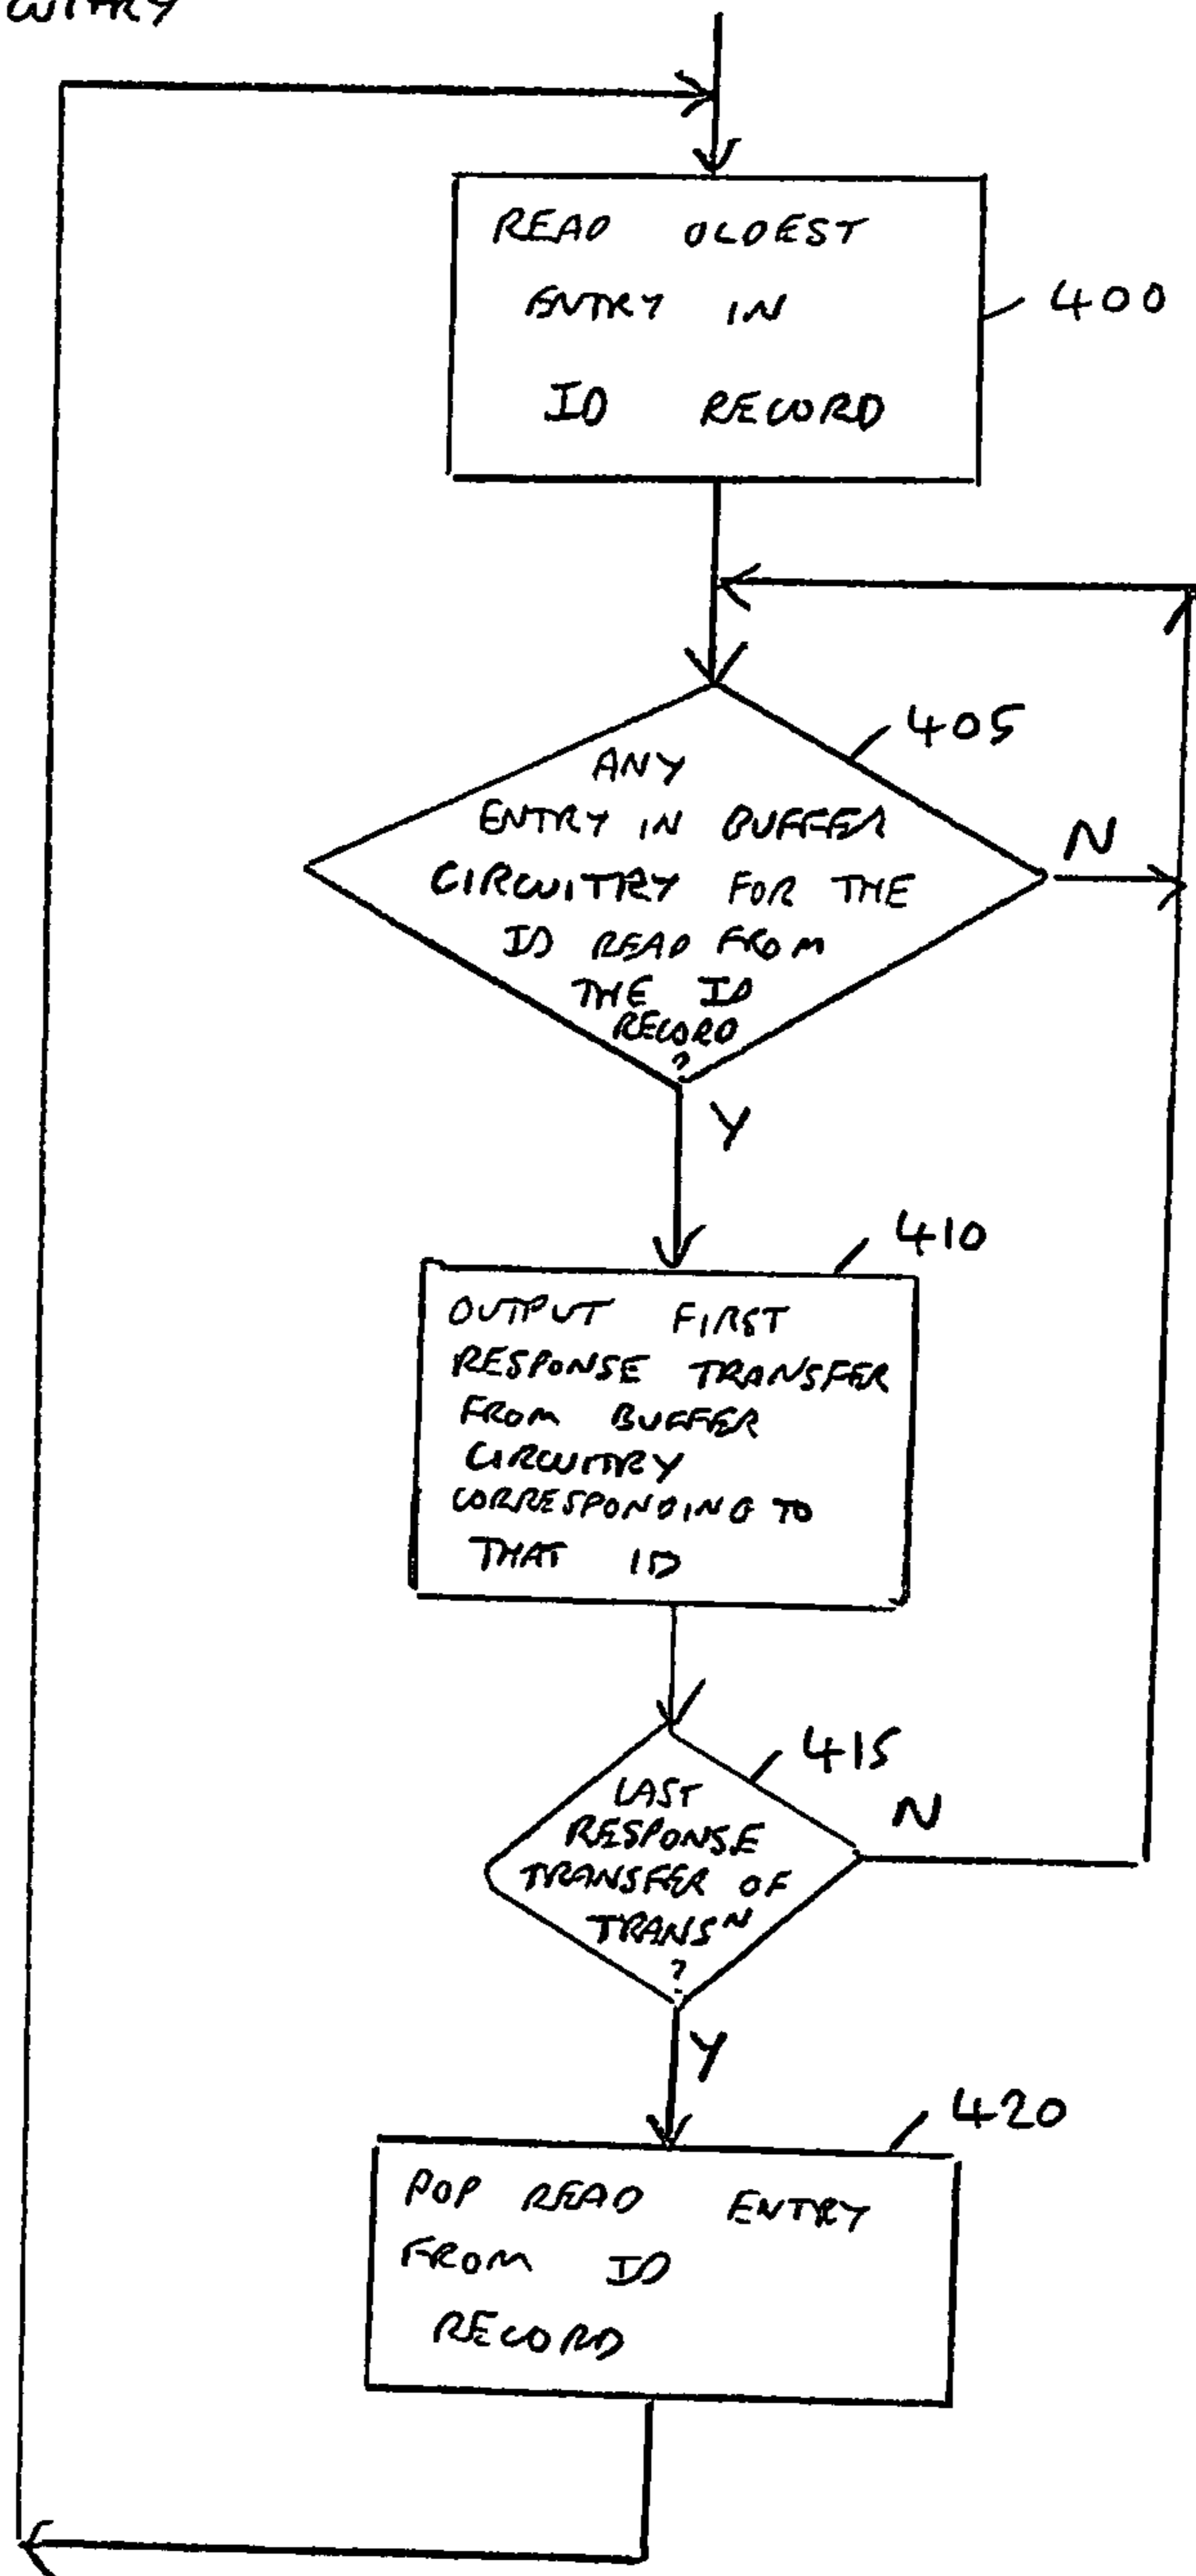 READ OLDEST
ENTRY IN
ID RECORD
400
405
ANY
ENTRY IN BUFFER
CIRCUITRY FOR THE
ID READ FROM
THE ID
RECORD
?
N
Y
410
OUTPUT FIRST
RESPONSE TRANSFER
FROM BUFFER
CIRCUITRY
CORRESPONDING TO
THAT ID
415
LAST
RESPONSE
TRANSFER OF
TRANSᴺ
?
N
Y
420
POP READ ENTRY
FROM ID
RECORD